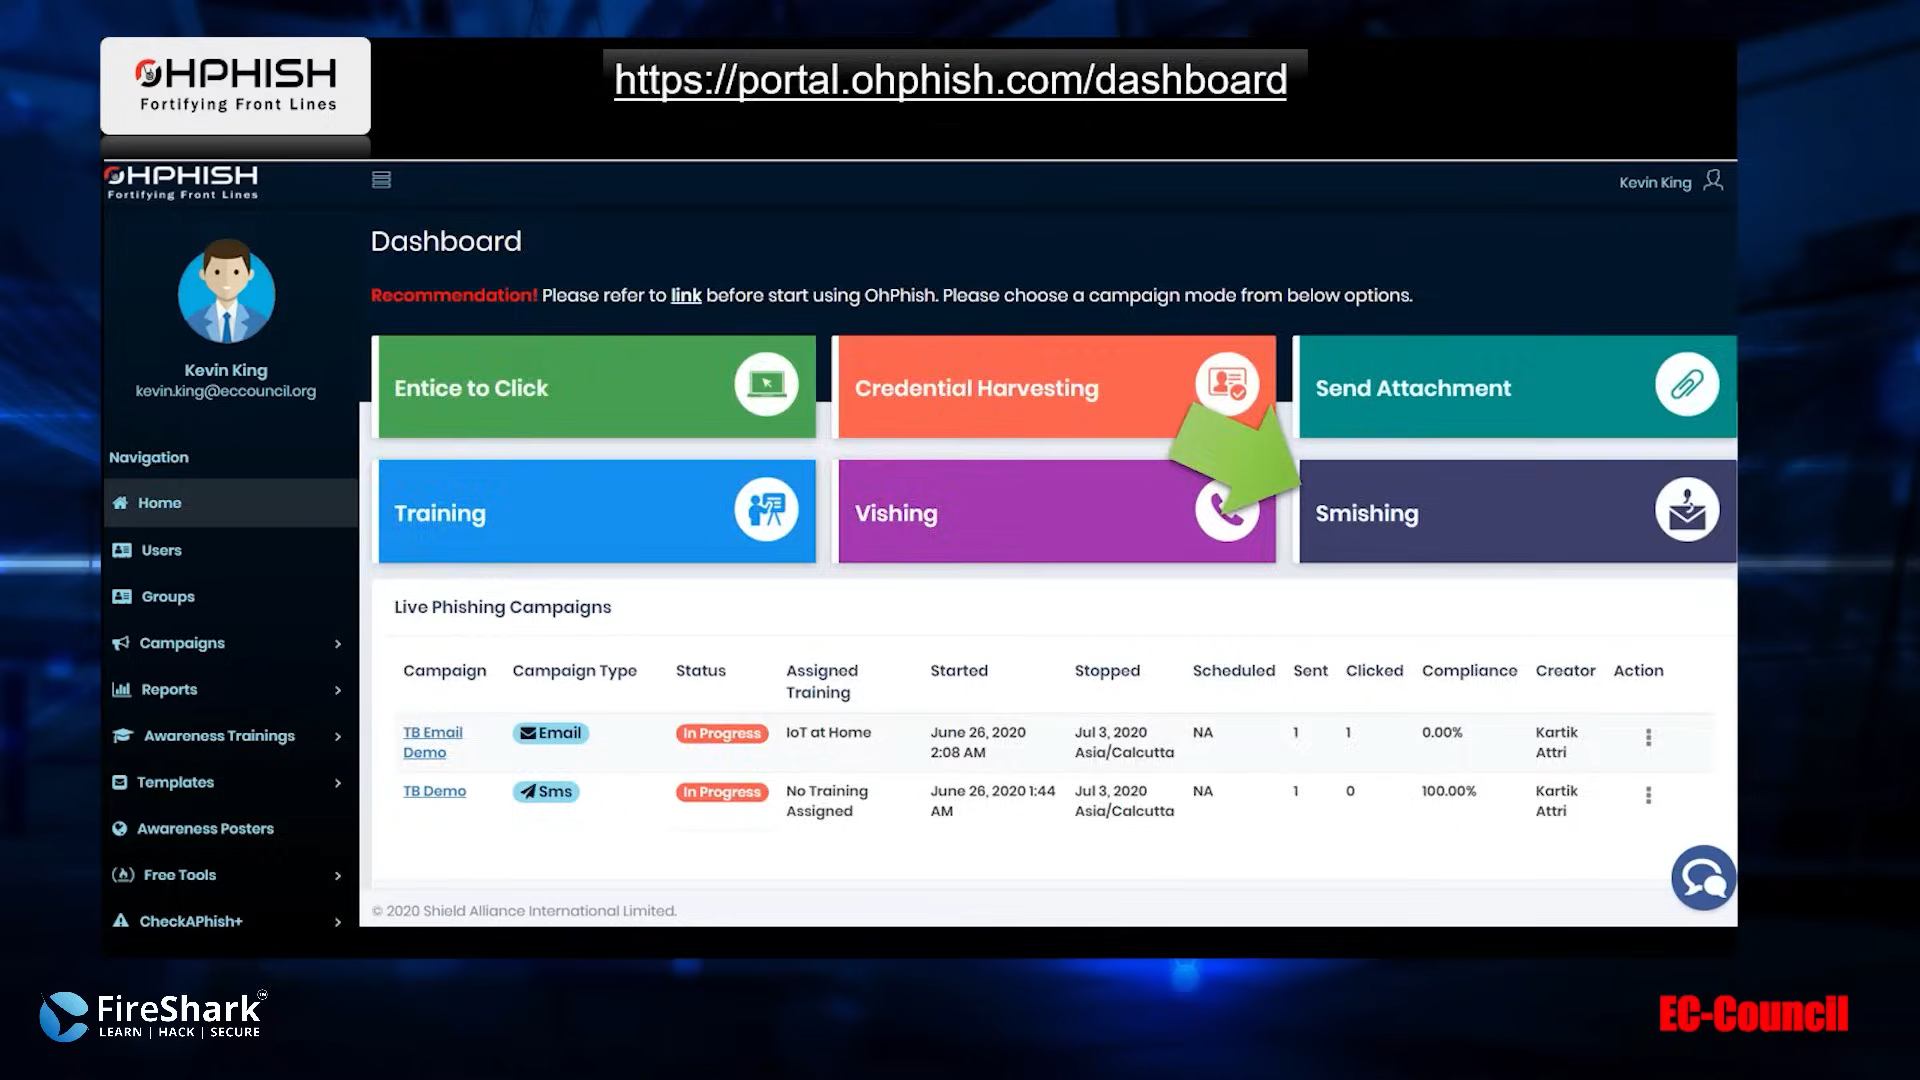 OHPHISH
Fortifying Front Lines
https://portal.ohphish.com/dashboard
OHPHISH
Fortifying Front Lines
Kevin King
Kevin King
kevin.king@eccouncil.org
Navigation
Home
Users
Groups
Campaigns
Reports
Awareness Trainings
Templates
Awareness Posters
Free Tools
CheckAPhish+
Dashboard
Recommendation! Please refer to link before start using OhPhish. Please choose a campaign mode from below options.
Entice to Click
Credential Harvesting
Send Attachment
Training
Vishing
Smishing
Live Phishing Campaigns
Campaign Campaign Type Status Assigned Training Started Stopped Scheduled Sent Clicked Compliance Creator Action
TB Email Demo Email In Progress IoT at Home June 26, 2020 2:08 AM Jul 3, 2020 Asia/Calcutta NA 1 1 0.00% Kartik Attri
TB Demo Sms In Progress No Training Assigned June 26, 2020 1:44 AM Jul 3, 2020 Asia/Calcutta NA 1 0 100.00% Kartik Attri
© 2020 Shield Alliance International Limited.
FireShark
LEARN | HACK | SECURE
EC-Council